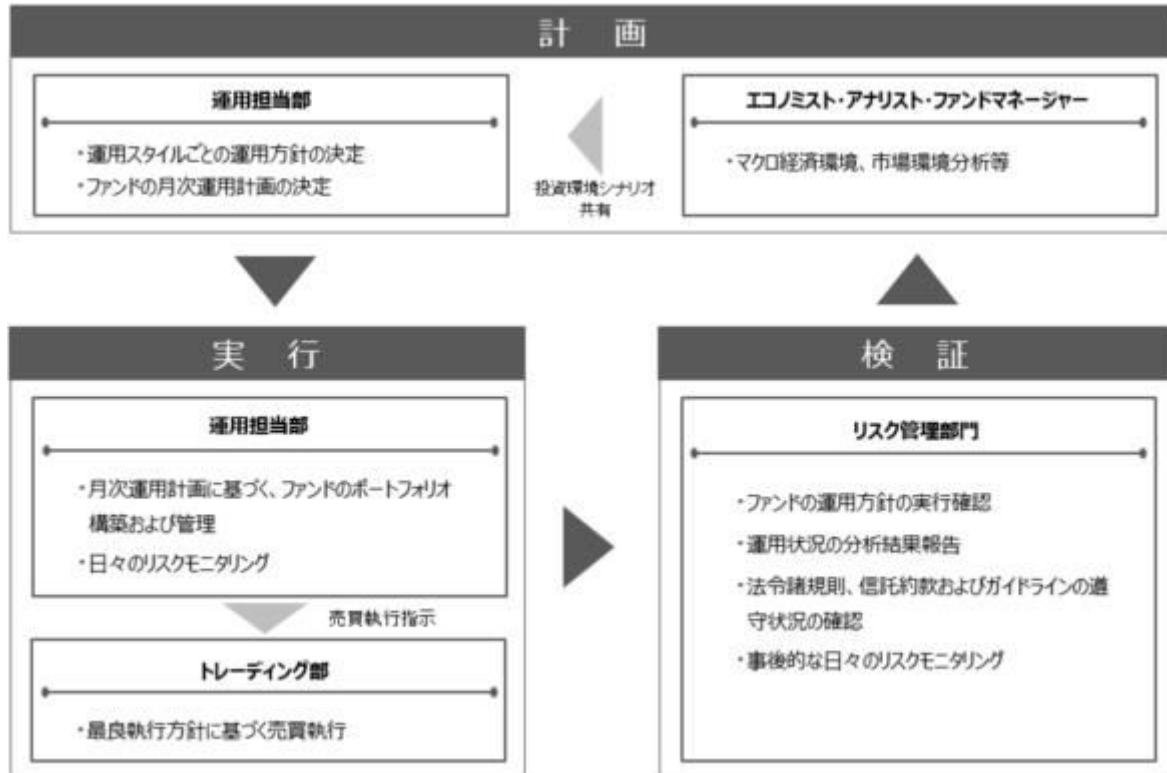 計 画
運用担当部
・運用スタイルごとの運用方針の決定
・ファンドの月次運用計画の決定
投資環境シナリオ
共有
エコノミスト・アナリスト・ファンドマネージャー
・マクロ経済環境、市場環境分析等
実 行
運用担当部
・月次運用計画に基づく、ファンドのポートフォリオ
構築および管理
・日々のリスクモニタリング
売買執行指示
トレーディング部
・最良執行方針に基づく売買執行
検 証
リスク管理部門
・ファンドの運用方針の実行確認
・運用状況の分析結果報告
・法令諸規則、信託約款およびガイドラインの遵
守状況の確認
・事後的な日々のリスクモニタリング